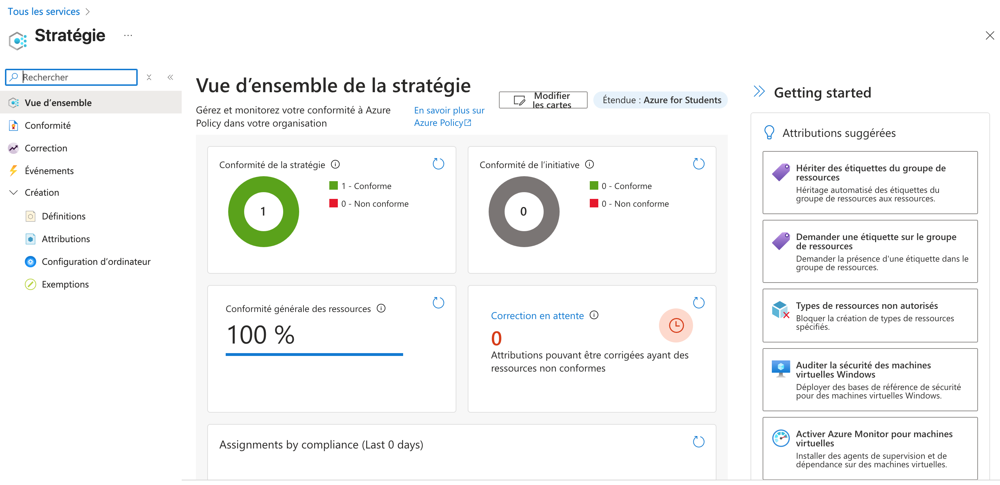 Tous les services
Stratégie
Rechercher
Vue d’ensemble
Conformité
Correction
Événements
Création
Définitions
Attributions
Configuration d’ordinateur
Exemptions
Vue d’ensemble de la stratégie
Gérez et monitorez votre conformité à Azure
Policy dans votre organisation
En savoir plus sur
Azure Policy
Modifier
les cartes
Étendue : Azure for Students
Conformité de la stratégie
1
1 - Conforme
0 - Non conforme
Conformité de l’initiative
0
0 - Conforme
0 - Non conforme
Conformité générale des ressources
100 %
Correction en attente
0
Attributions pouvant être corrigées ayant des
ressources non conformes
Assignments by compliance (Last 0 days)
Getting started
Attributions suggérées
Hériter des étiquettes du groupe de
ressources
Héritage automatisé des étiquettes du
groupe de ressources aux ressources.
Demander une étiquette sur le groupe
de ressources
Demander la présence d'une étiquette dans le
groupe de ressources.
Types de ressources non autorisés
Bloquer la création de types de ressources
spécifiés.
Auditer la sécurité des machines
virtuelles Windows
Déployer des bases de référence de sécurité
pour des machines virtuelles Windows.
Activer Azure Monitor pour machines
virtuelles
Installer des agents de supervision et de
dépendance sur des machines virtuelles.